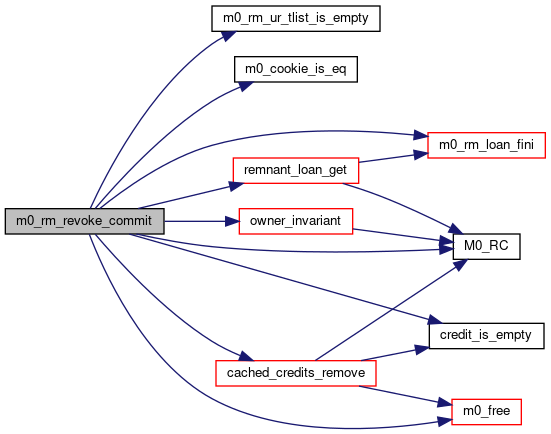 m0_rm_ur_tlist_is_empty
m0_cookie_is_eq
m0_rm_loan_fini
remnant_loan_get
m0_rm_revoke_commit
owner_invariant
M0_RC
credit_is_empty
cached_credits_remove
m0_free